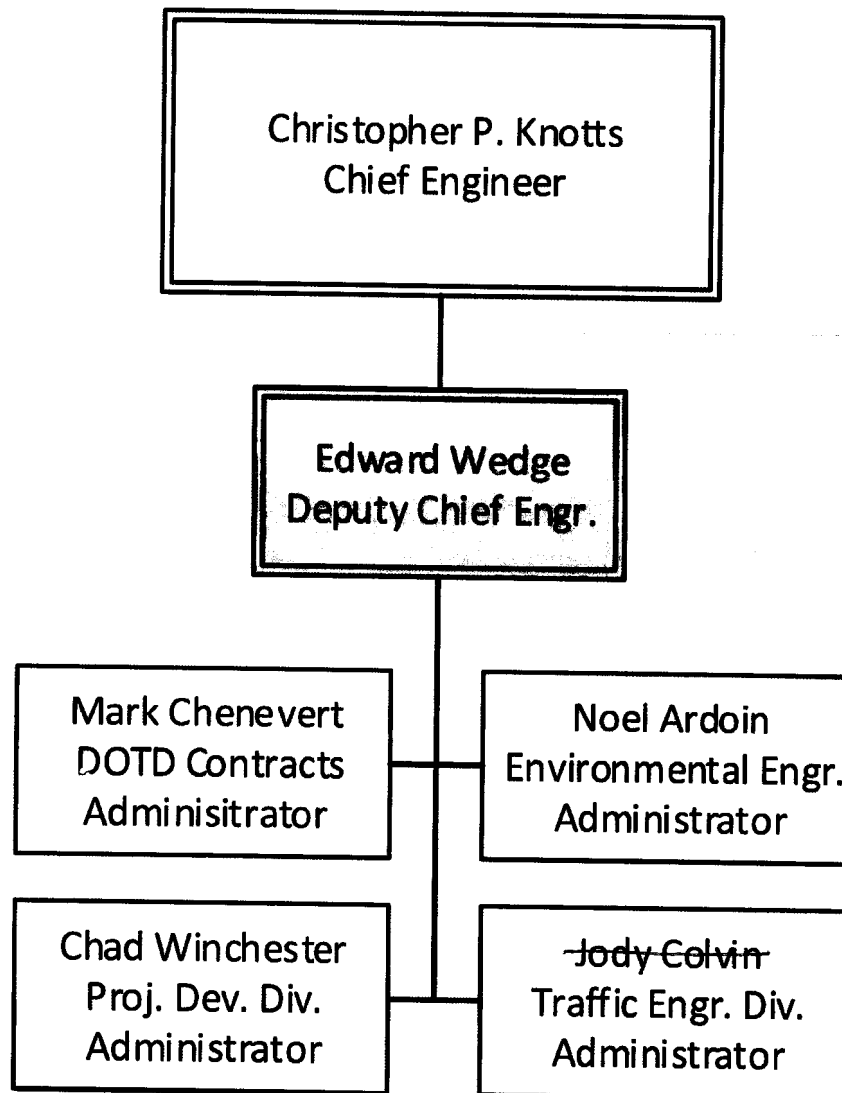 Christopher P. Knotts
Chief Engineer
Edward Wedge
Deputy Chief Engr.
Mark Chenevert
DOTD Contracts
Adminisitrator
Noel Ardoin
Environmental Engr.
Administrator
Chad Winchester
Proj. Dev. Div.
Administrator
Jody Colvin
Traffic Engr. Div.
Administrator